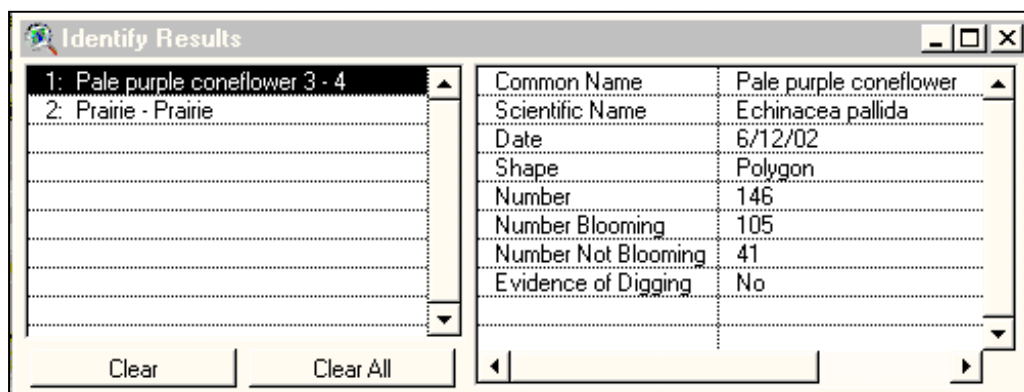 Identify Results
1: Pale purple coneflower 3 - 4
2: Prairie - Prairie
Clear
Clear All
Common Name Pale purple coneflower
Scientific Name Echinacea pallida
Date 6/12/02
Shape Polygon
Number 146
Number Blooming 105
Number Not Blooming 41
Evidence of Digging No